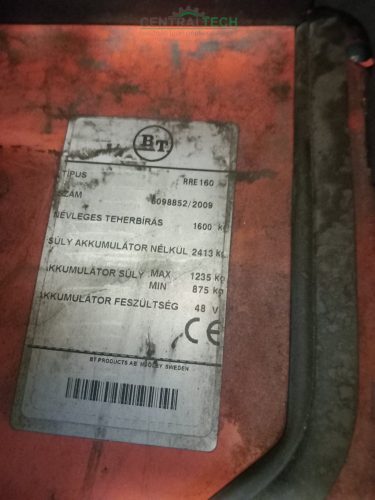 CENTRALTECH
BT
TIPUS RRE160
SZÁM 6098852/2009
NÉVLEGES TEHERBÍRÁS 1600 kg
SÚLY AKKUMULÁTOR NÉLKÜL 2413 kg
AKKUMULÁTOR SÚLY MAX 1235 kg
MIN 875 kg
AKKUMULÁTOR FESZÜLTSÉG 48 V
CE
BT PRODUCTS AB MJÖLBY SWEDEN